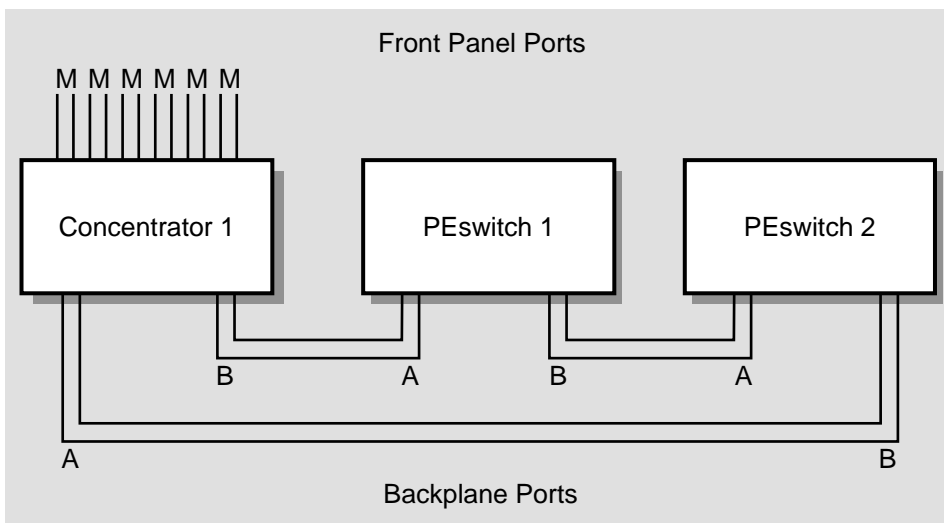 Front Panel Ports
M M M M M M
Concentrator 1
PEswitch 1
PEswitch 2
B A B A
A B
Backplane Ports